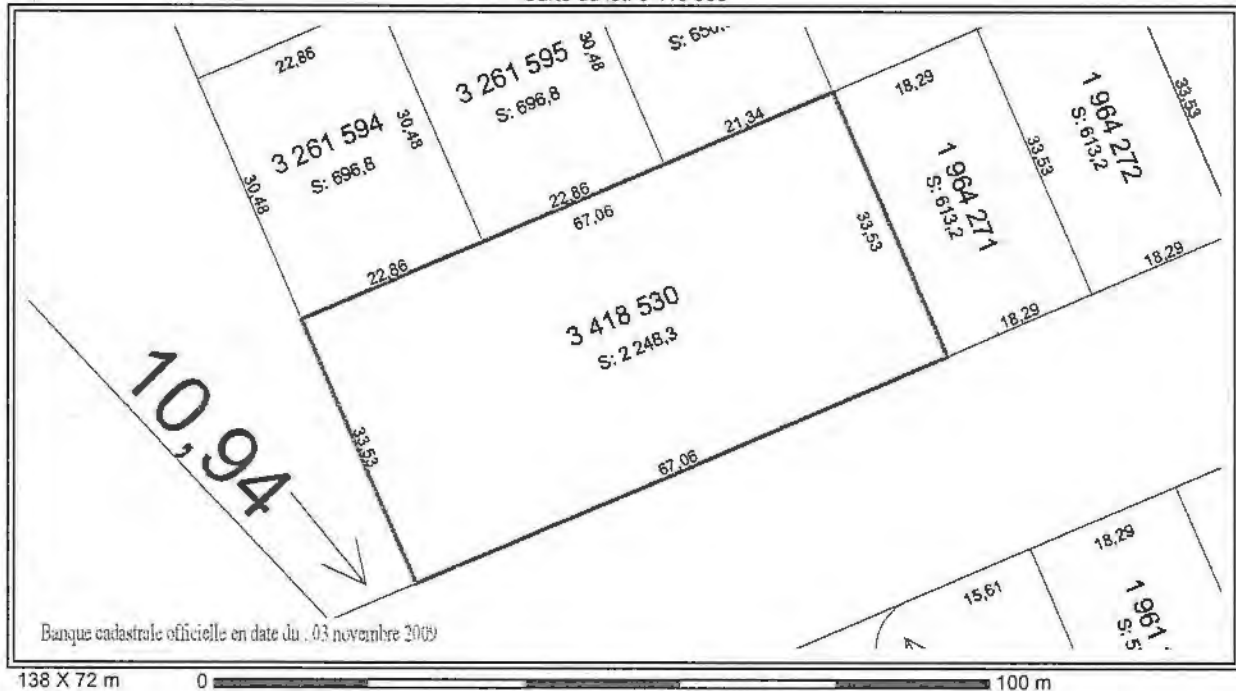 22,86
30,48
3 261 594
S: 696,8
30,48
3 261 595
S: 696,8
30,48
22,86
22,86
67,06
21,34
3 418 530
S: 2 248,3
33,53
33,53
67,06
18,29
1 964 271
S: 613,2
33,53
18,29
1 964 272
S: 613,2
33,53
18,29
10,94
15,61
18,29
1 961
Banque cadastrale officielle en date du : 03 novembre 2009
138 X 72 m
0
100 m